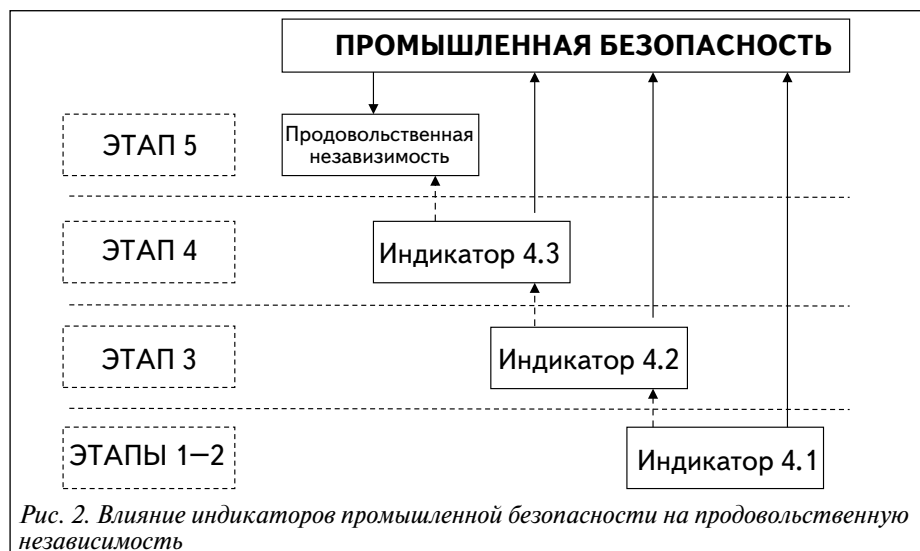 ПРОМЫШЛЕННАЯ БЕЗОПАСНОСТЬ
ЭТАП 5
Продовольственная
независимость
ЭТАП 4
Индикатор 4.3
ЭТАП 3
Индикатор 4.2
ЭТАПЫ 1—2
Индикатор 4.1
Рис. 2. Влияние индикаторов промышленной безопасности на продовольственную
независимость